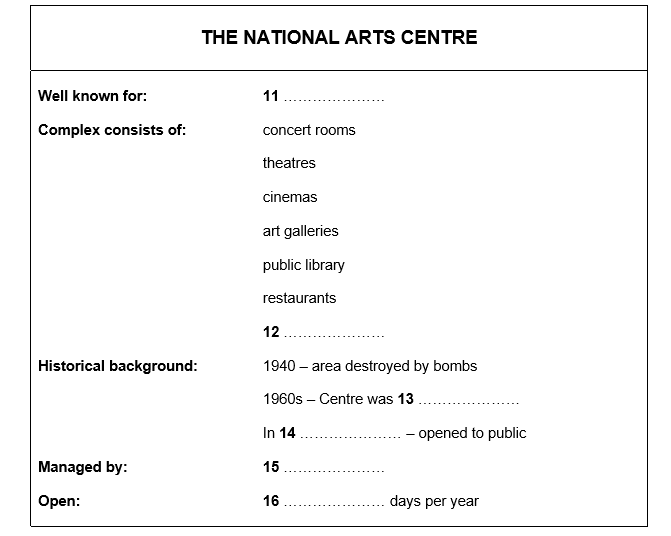 THE NATIONAL ARTS CENTRE
Well known for: 11 …………………
Complex consists of: concert rooms
theatres
cinemas
art galleries
public library
restaurants
12 …………………
Historical background: 1940 – area destroyed by bombs
1960s – Centre was 13 …………………
In 14 ………………… – opened to public
Managed by: 15 …………………
Open: 16 ………………… days per year